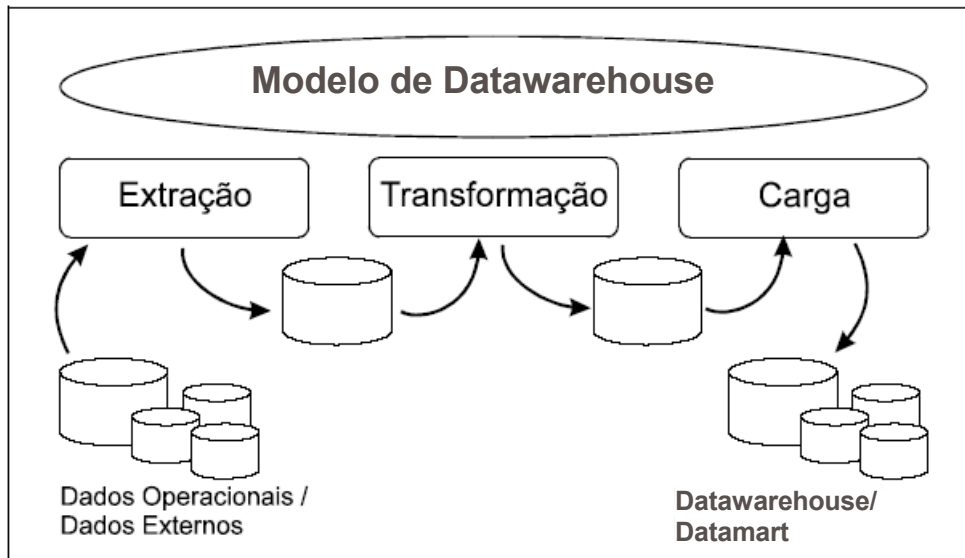 Modelo de Datawarehouse
Extração
Transformação
Carga
Dados Operacionais /
Dados Externos
Datawarehouse/
Datamart